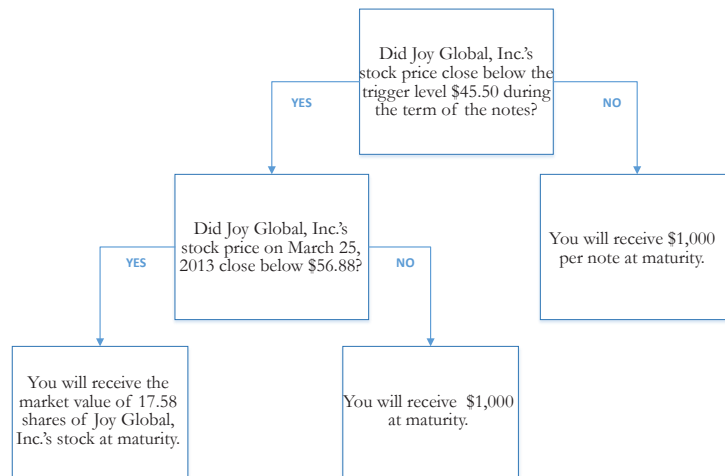 Did Joy Global, Inc.'s
stock price close below the
trigger level $45.50 during
the term of the notes?
YES
NO
Did Joy Global, Inc.'s
stock price on March 25,
2013 close below $56.88?
You will receive $1,000
per note at maturity.
YES
NO
You will receive the
market value of 17.58
shares of Joy Global,
Inc.'s stock at maturity.
You will receive $1,000
at maturity.